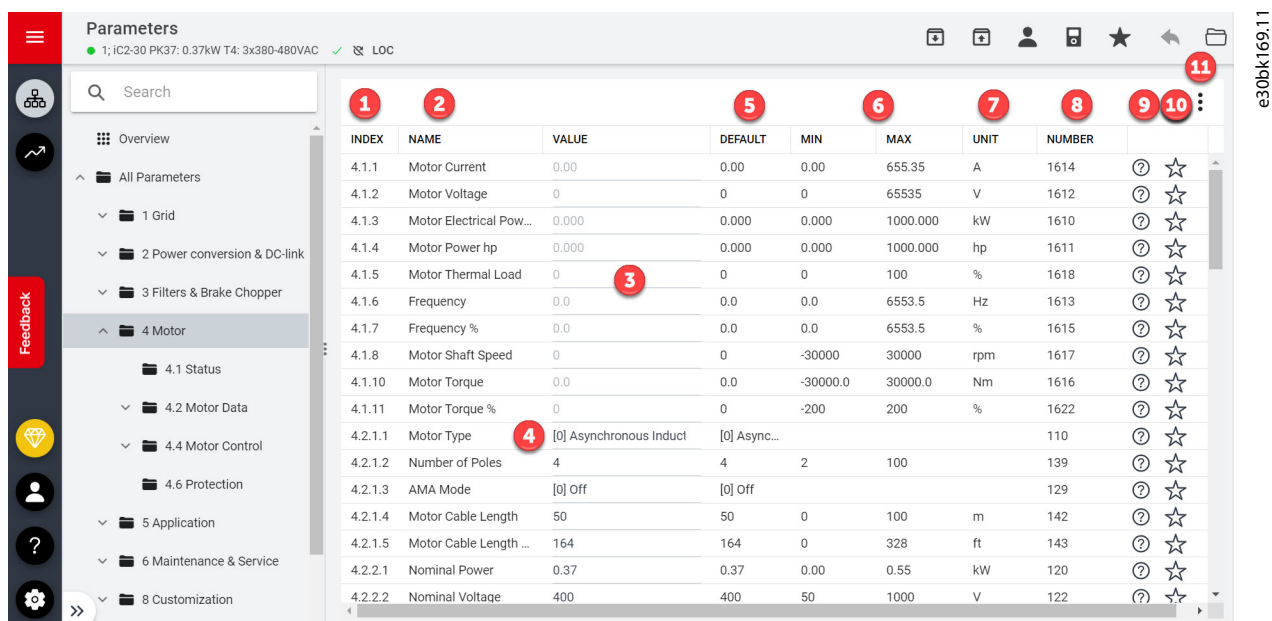 Parameters
1; iC2-30 PK37: 0.37kW T4: 3x380-480VAC LOC
e30bk169.11
Search
Overview
All Parameters
1 Grid
2 Power conversion & DC-link
3 Filters & Brake Chopper
4 Motor
4.1 Status
4.2 Motor Data
4.4 Motor Control
4.6 Protection
5 Application
6 Maintenance & Service
8 Customization
Feedback
?
11
1 2 5 6 7 8 9 10
INDEX NAME VALUE DEFAULT MIN MAX UNIT NUMBER
4.1.1 Motor Current 0.00 0.00 0.00 655.35 A 1614 ?
4.1.2 Motor Voltage 0 0 0 65535 V 1612 ?
4.1.3 Motor Electrical Pow... 0.000 0.000 0.000 1000.000 kW 1610 ?
4.1.4 Motor Power hp 0.000 0.000 0.000 1000.000 hp 1611 ?
4.1.5 Motor Thermal Load 0 3 0 0 100 % 1618 ?
4.1.6 Frequency 0.0 0.0 0.0 6553.5 Hz 1613 ?
4.1.7 Frequency % 0.0 0.0 0.0 6553.5 % 1615 ?
4.1.8 Motor Shaft Speed 0 0 -30000 30000 rpm 1617 ?
4.1.10 Motor Torque 0.0 0.0 -30000.0 30000.0 Nm 1616 ?
4.1.11 Motor Torque % 0 0 -200 200 % 1622 ?
4.2.1.1 Motor Type 4 [0] Asynchronous Induct [0] Async... 110 ?
4.2.1.2 Number of Poles 4 4 2 100 139 ?
4.2.1.3 AMA Mode [0] Off [0] Off 129 ?
4.2.1.4 Motor Cable Length 50 50 0 100 m 142 ?
4.2.1.5 Motor Cable Length ... 164 164 0 328 ft 143 ?
4.2.2.1 Nominal Power 0.37 0.37 0.00 0.55 kW 120 ?
4.2.2.2 Nominal Voltage 400 400 50 1000 V 122 ?